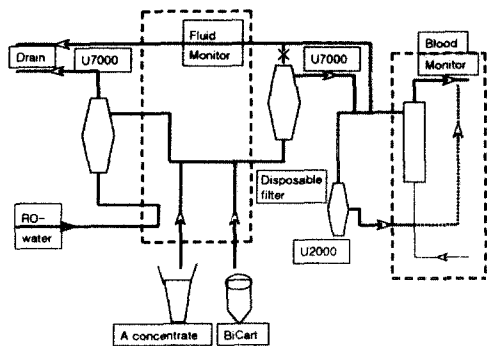 Drain
U7000
Fluid
Monitor
U7000
Blood
Monitor
Disposable
filter
RO-
water
U2000
A concentrate
BiCart